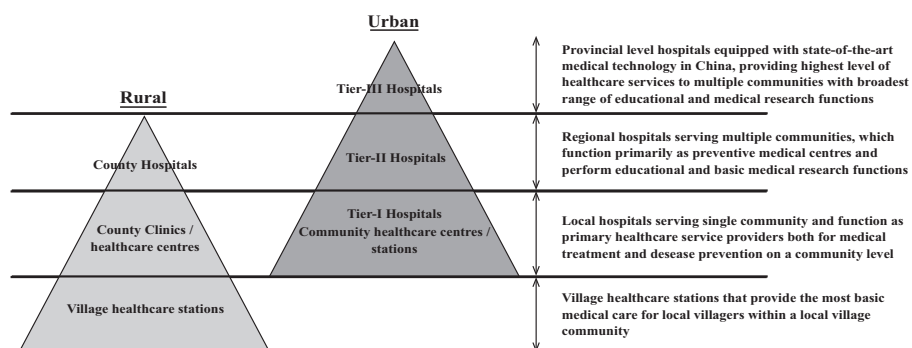 Urban
Rural
Tier-III Hospitals
Provincial level hospitals equipped with state-of-the-art
medical technology in China, providing highest level of
healthcare services to multiple communities with broadest
range of educational and medical research functions
County Hospitals
Tier-II Hospitals
Regional hospitals serving multiple communities, which
function primarily as preventive medical centres and
perform educational and basic medical research functions
County Clinics /
healthcare centres
Tier-I Hospitals
Community healthcare centres /
stations
Local hospitals serving single community and function as
primary healthcare service providers both for medical
treatment and desease prevention on a community level
Village healthcare stations
Village healthcare stations that provide the most basic
medical care for local villagers within a local village
community